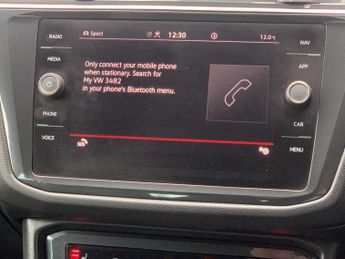 RADIO
Sport
12:30
12.0°C
NAV
MEDIA
Only connect your mobile phone
when stationary. Search for
My VW 3482
in your phone's Bluetooth menu.
APP
PHONE
CAR
VOICE
SOS
MENU